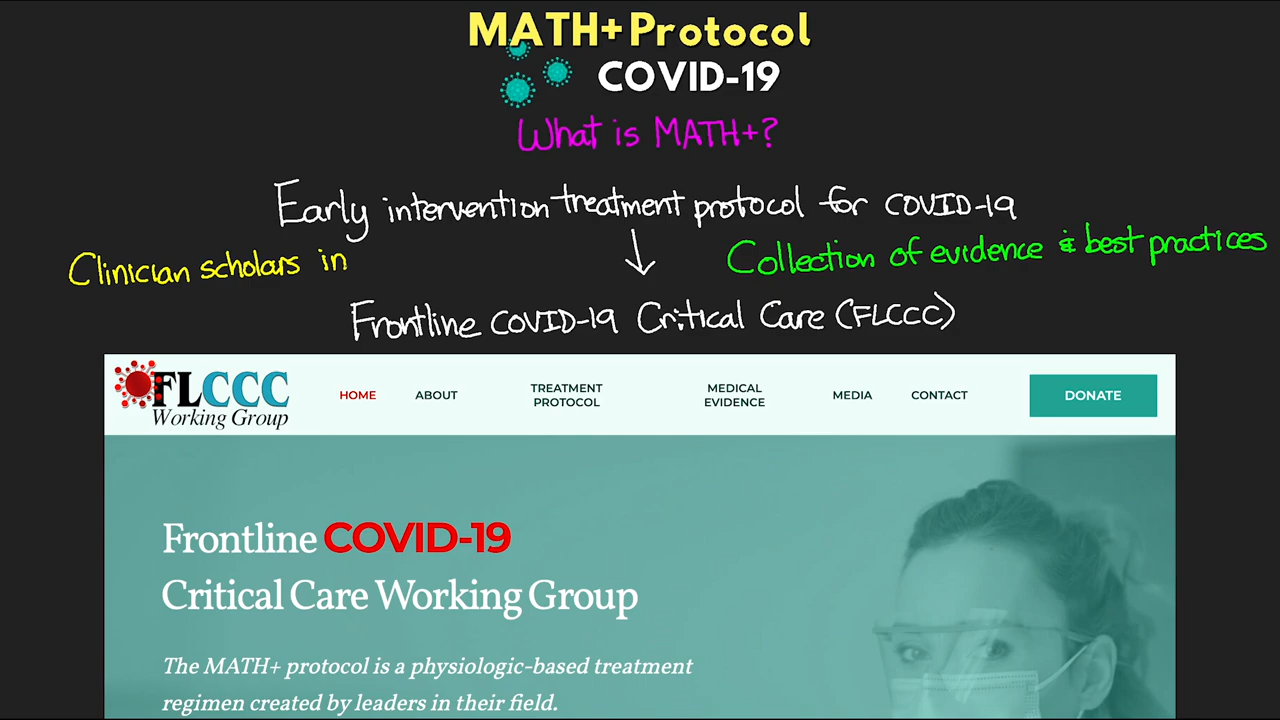 MATH+ Protocol
COVID-19
What is MATH+?
Early intervention treatment protocol for COVID-19
Clinician scholars in
Collection of evidence & best practices
Frontline COVID-19 Critical Care (FLCCC)
FLCCC
Working Group
HOME
ABOUT
TREATMENT
PROTOCOL
MEDICAL
EVIDENCE
MEDIA
CONTACT
DONATE
Frontline COVID-19
Critical Care Working Group
The MATH+ protocol is a physiologic-based treatment
regimen created by leaders in their field.